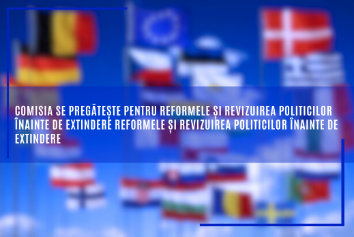 COMISIA SE PREGĂTEȘTE PENTRU REFORMELE ȘI REVIZUIREA POLITICILOR
ÎNAINTE DE EXTINDERE REFORMELE ȘI REVIZUIREA POLITICILOR ÎNAINTE DE
EXTINDERE